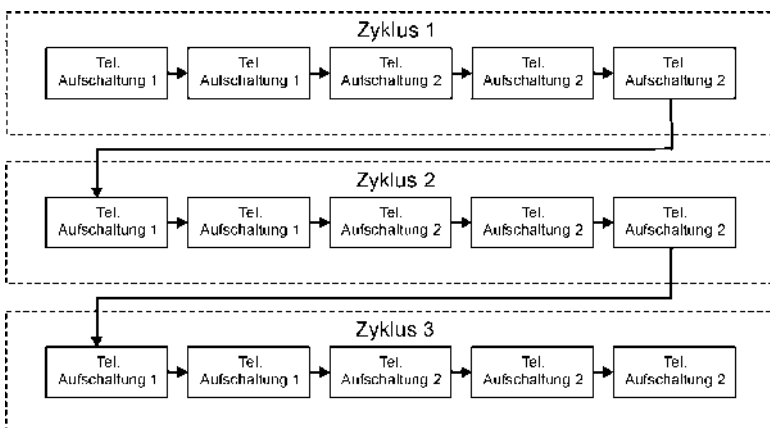 Zyklus 1
Tel.
Aufschaltung 1
Tel.
Aufschaltung 1
Tel.
Aufschaltung 2
Tel.
Aufschaltung 2
Tel
Aufschaltung 2
Zyklus 2
Tel.
Aufschaltung 1
Tel.
Aufschaltung 1
Tel.
Aufschaltung 2
Tel.
Aufschaltung 2
Tel.
Aufschaltung 2
Zyklus 3
Tel.
Aufschaltung 1
Tel.
Aufschaltung 1
Tel.
Aufschaltung 2
Tel.
Aufschaltung 2
Tel.
Aufschaltung 2